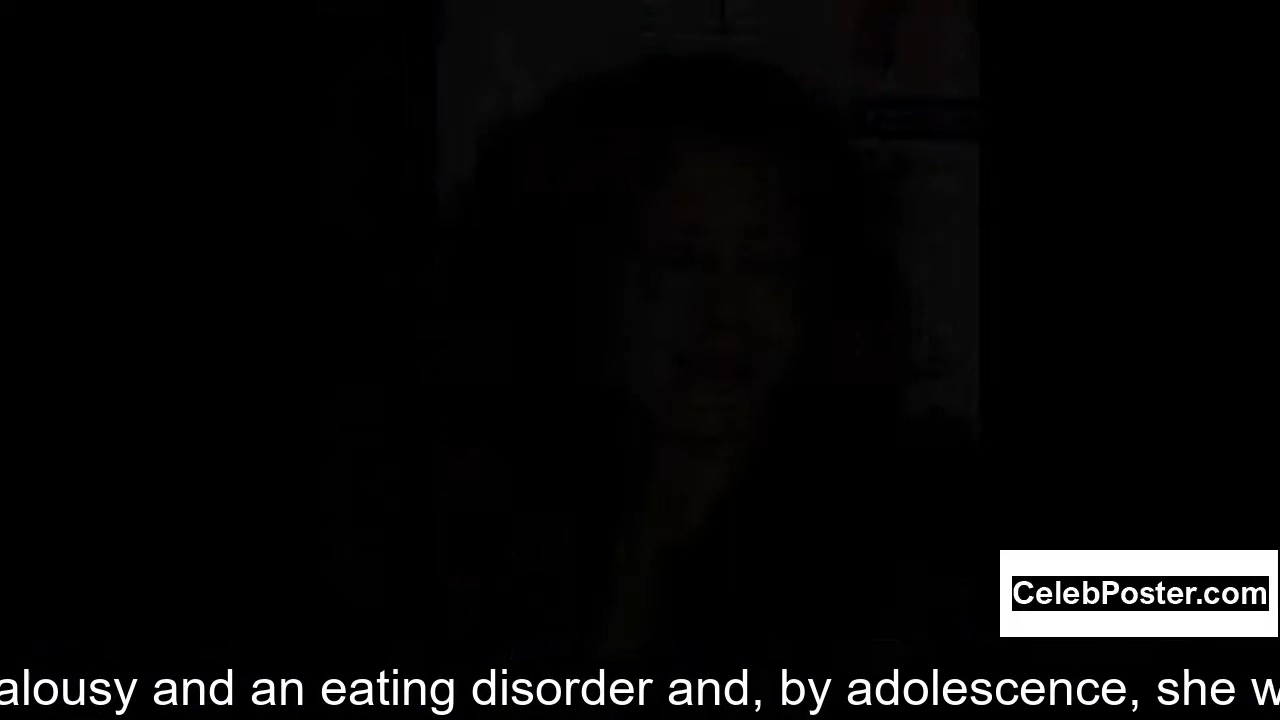 CelebPoster.com
alousy and an eating disorder and, by adolescence, she w